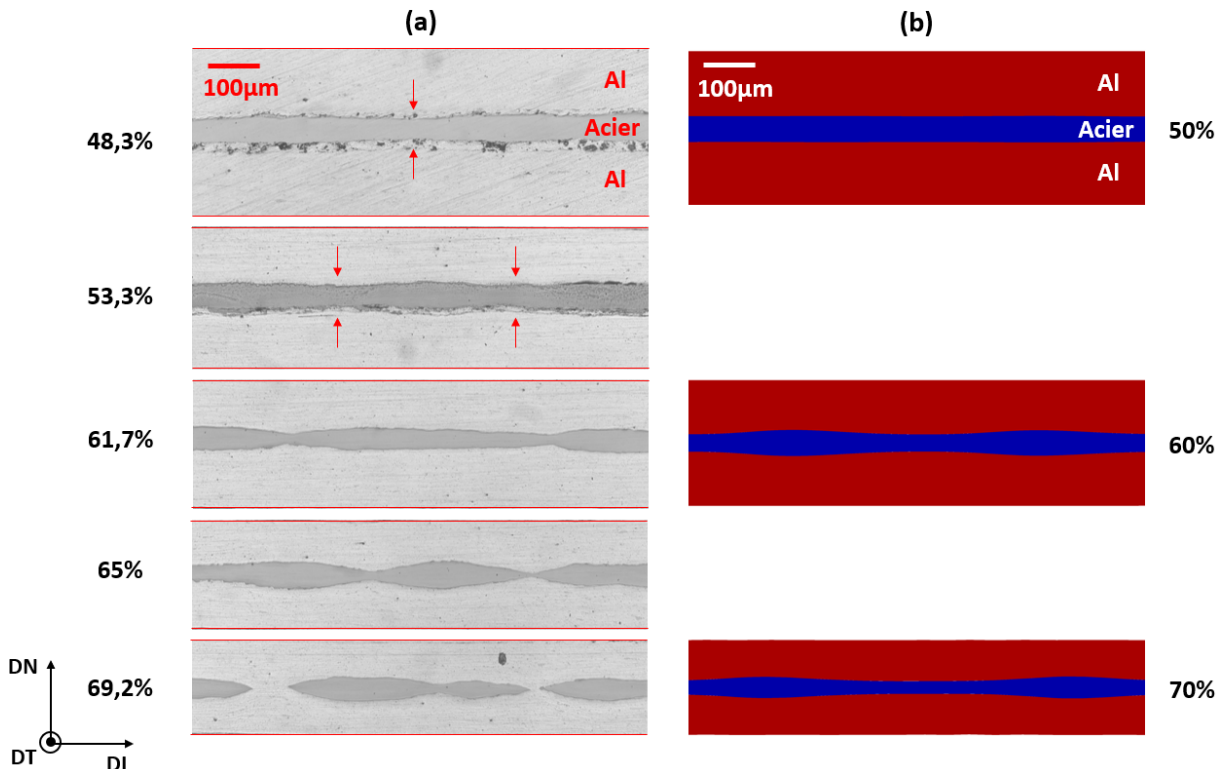 (a)
(b)
100µm
Al
Acier
Al
48,3%
100µm
Al
Acier
Al
50%
53,3%
61,7%
60%
65%
69,2%
70%
DN
DT
DL